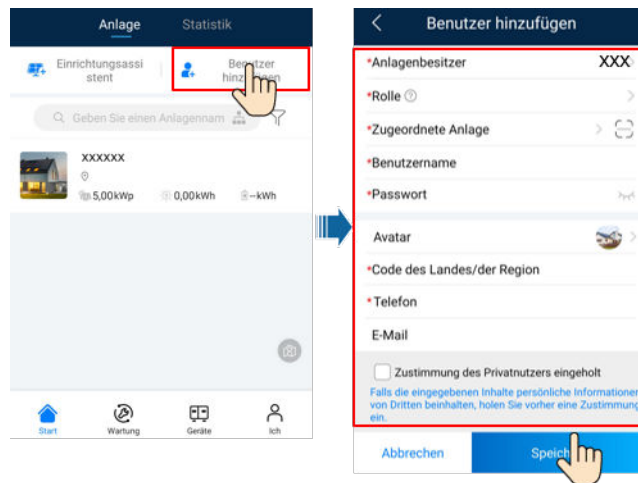 Anlage Statistik
Einrichtungsassi
stent
Benutzer
hinzufügen
Geben Sie einen Anlagennam
XXXXXX
5,00kWp 0,00kWh --kWh
Start Wartung Geräte Ich
Benutzer hinzufügen
*Anlagenbesitzer XXX
*Rolle
*Zugeordnete Anlage
*Benutzername
*Passwort
Avatar
*Code des Landes/der Region
*Telefon
E-Mail
Zustimmung des Privatnutzers eingeholt
Falls die eingegebenen Inhalte persönliche Informationen
von Dritten beinhalten, holen Sie vorher eine Zustimmung
ein.
Abbrechen Speich